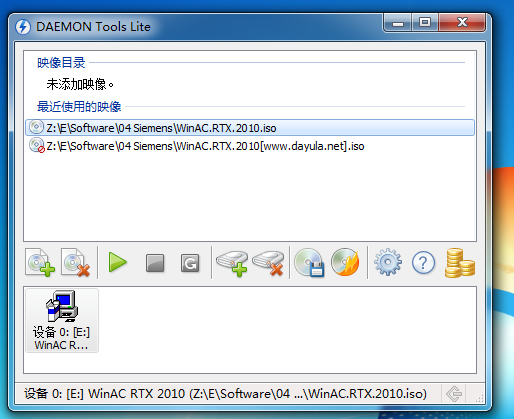 DAEMON Tools Lite
映像目录
未添加映像。
最近使用的映像
Z:\E\Software\04 Siemens\WinAC.RTX.2010.iso
Z:\E\Software\04 Siemens\WinAC.RTX.2010[www.dayula.net].iso
G
?
设备 0: [E:]
WinAC R...
设备 0: [E:] WinAC RTX 2010 (Z:\E\Software\04 ...\WinAC.RTX.2010.iso)